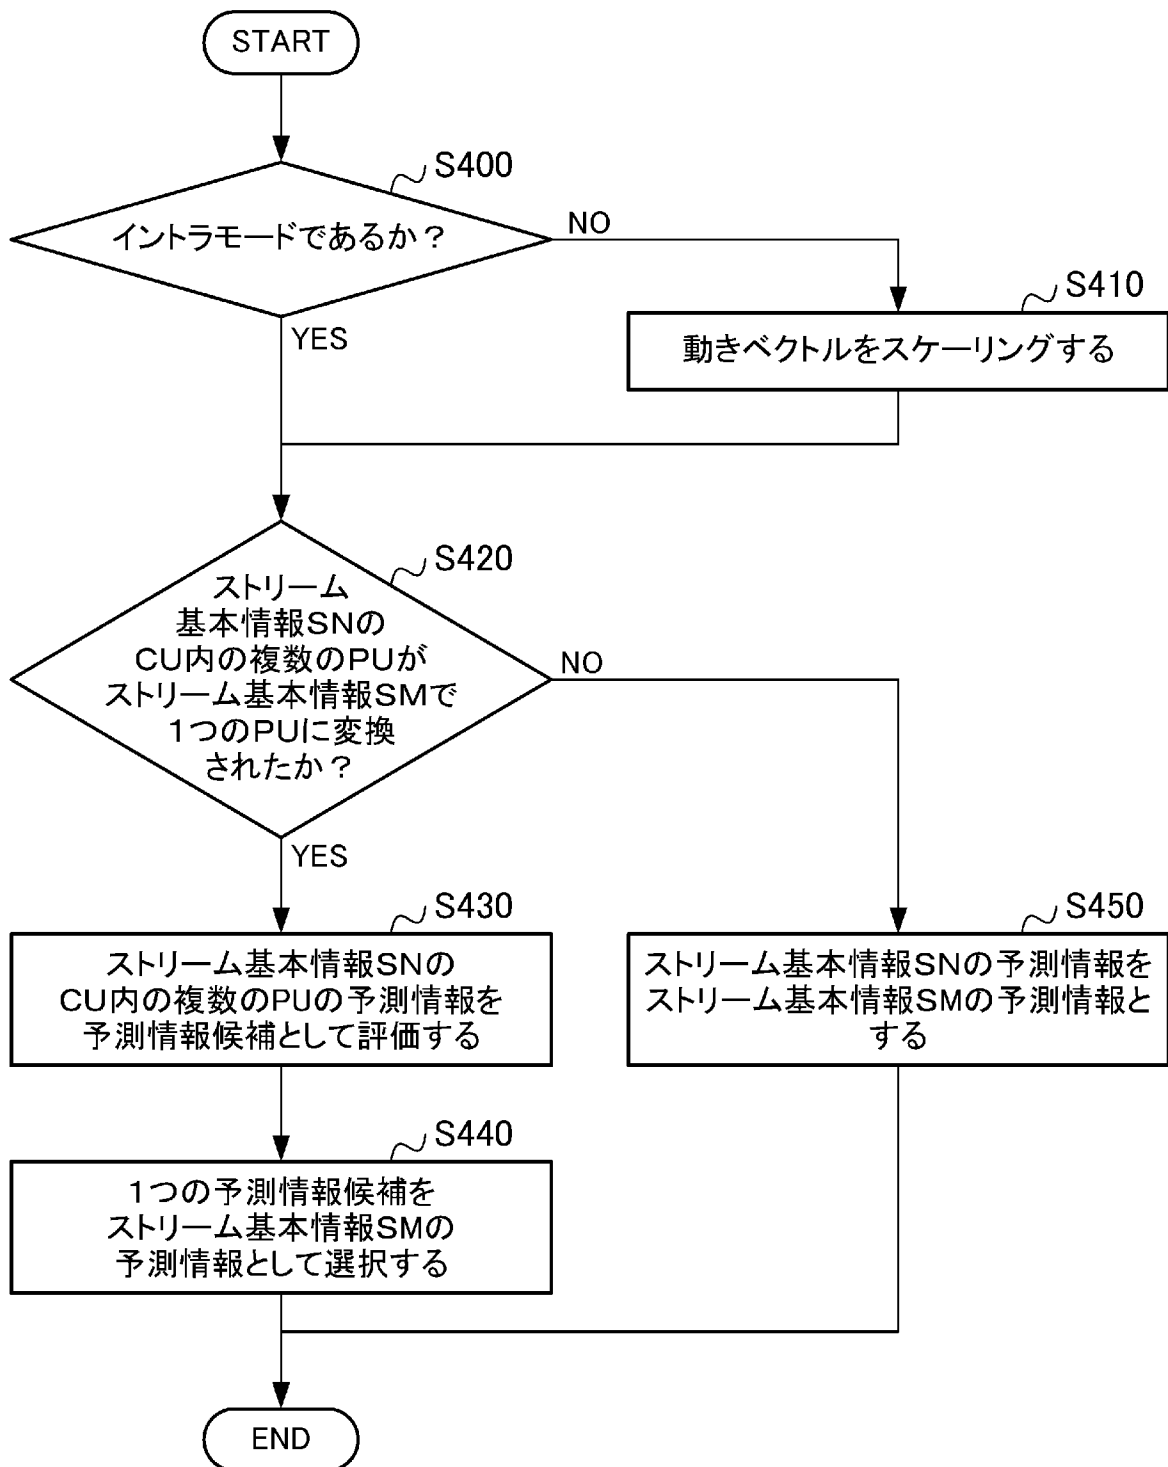 START
S400
イントラモードであるか？
NO
YES
S410
動きベクトルをスケーリングする
S420
ストリーム
基本情報SNの
CU内の複数のPUが
ストリーム基本情報SMで
１つのPUに変換
されたか？
NO
YES
S430
ストリーム基本情報SNの
CU内の複数のPUの予測情報を
予測情報候補として評価する
S450
ストリーム基本情報SNの予測情報を
ストリーム基本情報SMの予測情報と
する
S440
１つの予測情報候補を
ストリーム基本情報SMの
予測情報として選択する
END